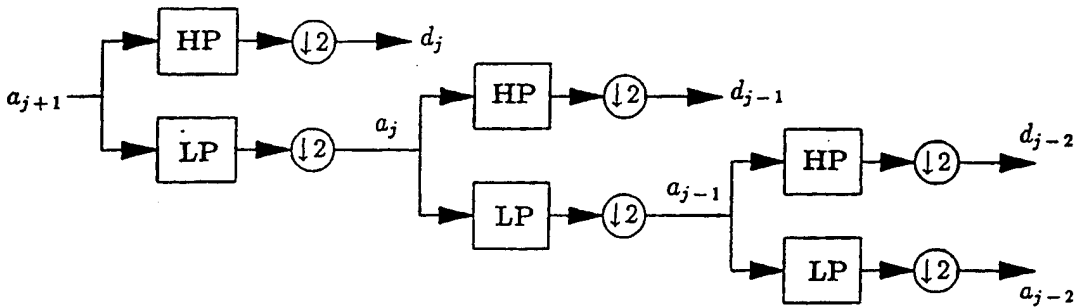 HP ↓2 d_j
a_{j+1}
LP ↓2 a_j
HP ↓2 d_{j-1}
LP ↓2 a_{j-1}
HP ↓2 d_{j-2}
LP ↓2 a_{j-2}